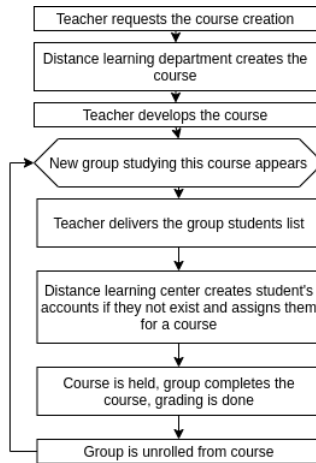 Teacher requests the course creation
Distance learning department creates the
course
Teacher develops the course
New group studying this course appears
Teacher delivers the group students list
Distance learning center creates student's
accounts if they not exist and assigns them
for a course
Course is held, group completes the
course, grading is done
Group is unrolled from course